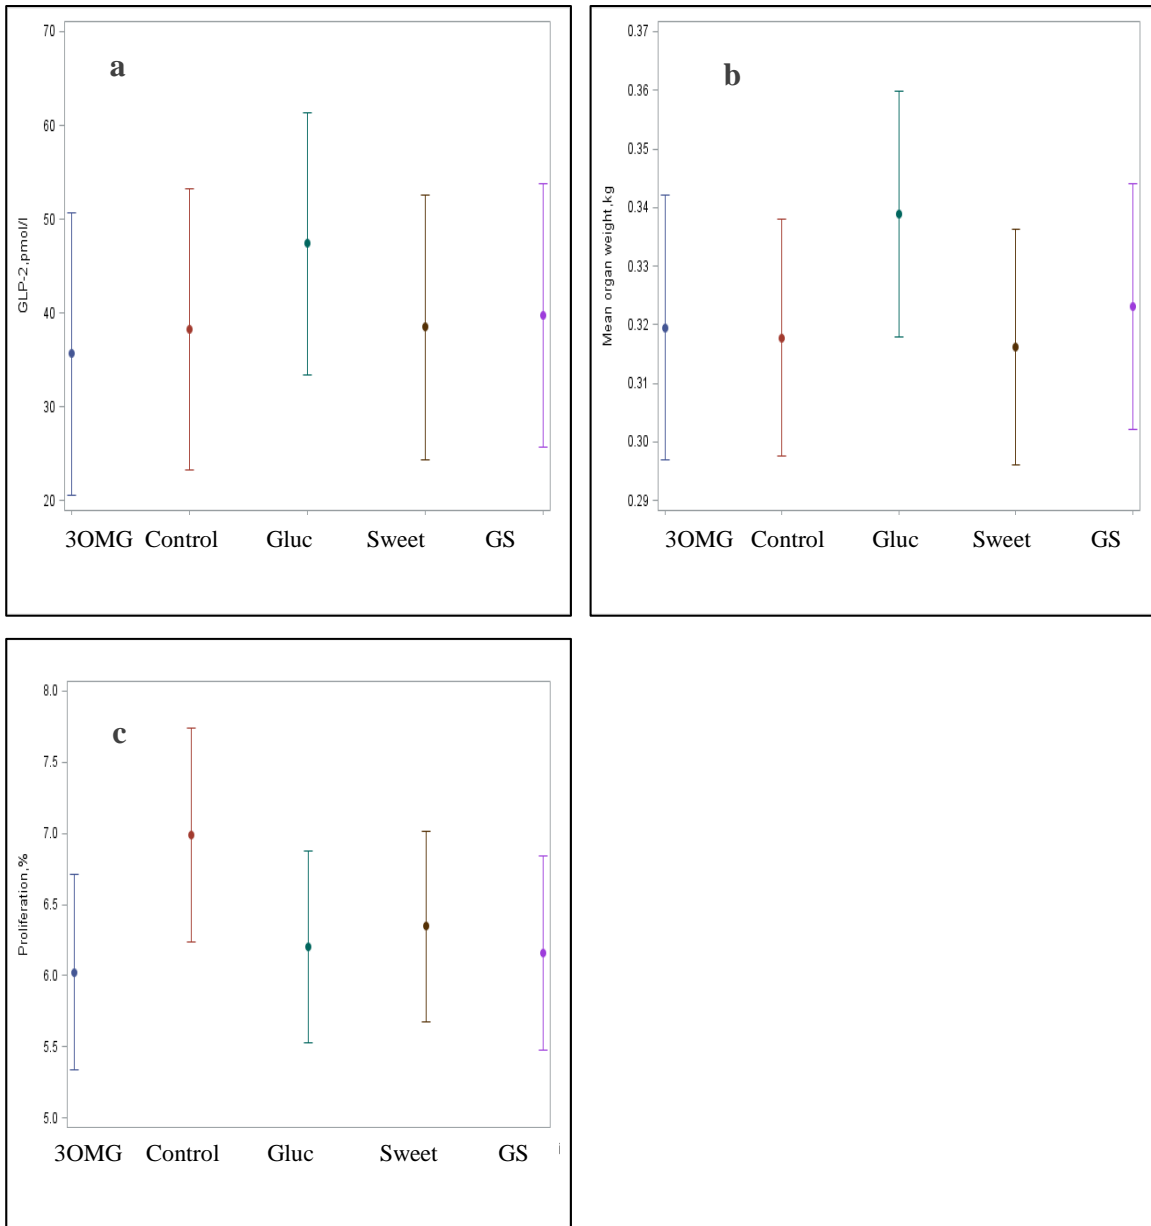 a
70
60
50
40
30
20
GLP-2,pmol/l
3OMG Control Gluc Sweet GS
b
0.37
0.36
0.35
0.34
0.33
0.32
0.31
0.30
0.29
Mean organ weight,kg
3OMG Control Gluc Sweet GS
c
8.0
7.5
7.0
6.5
6.0
5.5
5.0
Proliferation,%
3OMG Control Gluc Sweet GS